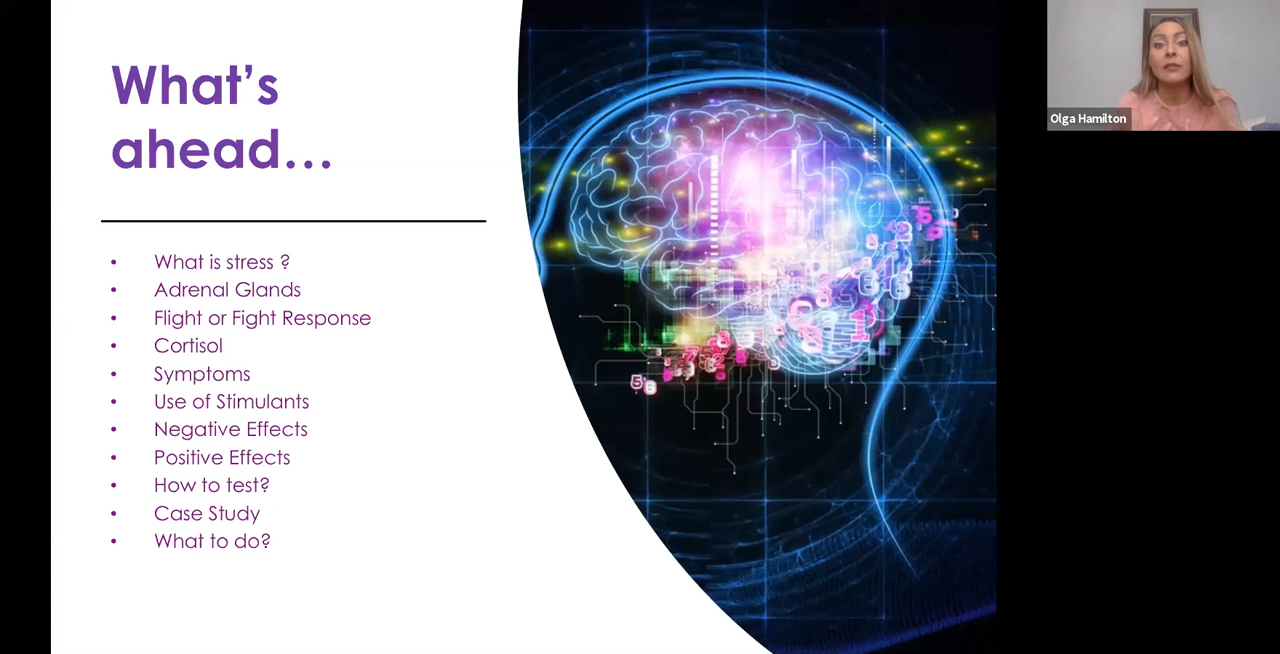 What's
ahead...
What is stress ?
Adrenal Glands
Flight or Fight Response
Cortisol
Symptoms
Use of Stimulants
Negative Effects
Positive Effects
How to test?
Case Study
What to do?
Olga Hamilton